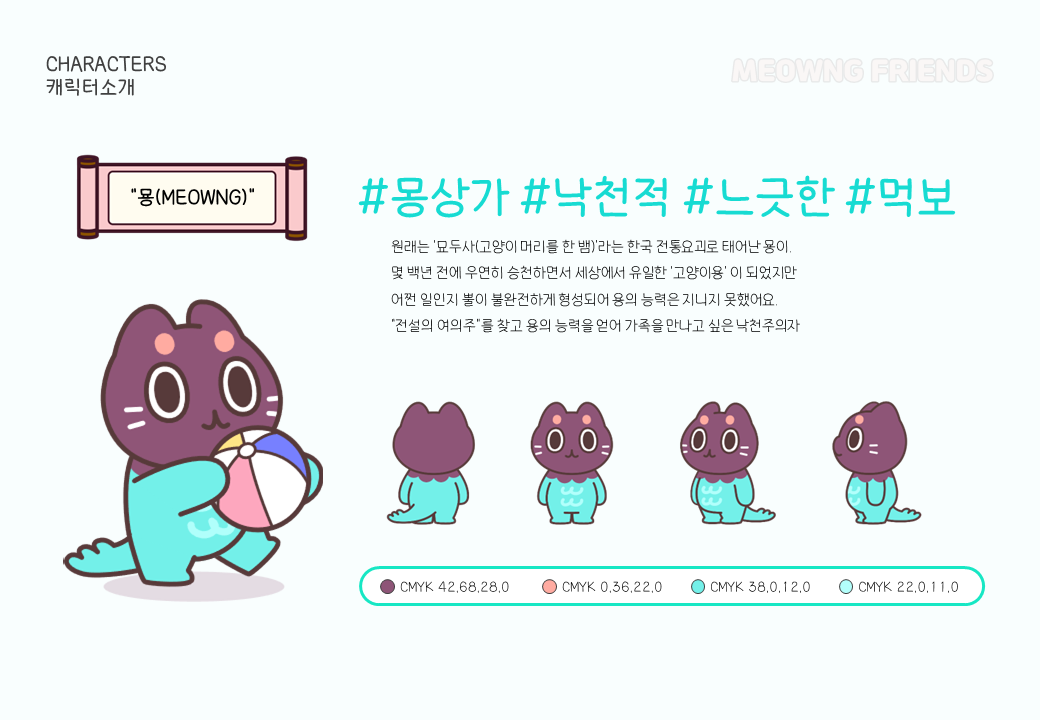 CHARACTERS
캐릭터소개
MEOWNG FRIENDS
"묭(MEOWNG)"
#몽상가 #낙천적 #느긋한 #먹보
원래는 '묘두사(고양이 머리를 한 뱀)'라는 한국 전통요괴로 태어난 묭이.
몇 백년 전에 우연히 승천하면서 세상에서 유일한 '고양이용' 이 되었지만
어쩐 일인지 뿔이 불완전하게 형성되어 용의 능력은 지니지 못했어요.
"전설의 여의주"를 찾고 용의 능력을 얻어 가족을 만나고 싶은 낙천주의자
CMYK 42,68,28,0 CMYK 0,36,22,0 CMYK 38,0,12,0 CMYK 22,0,11,0